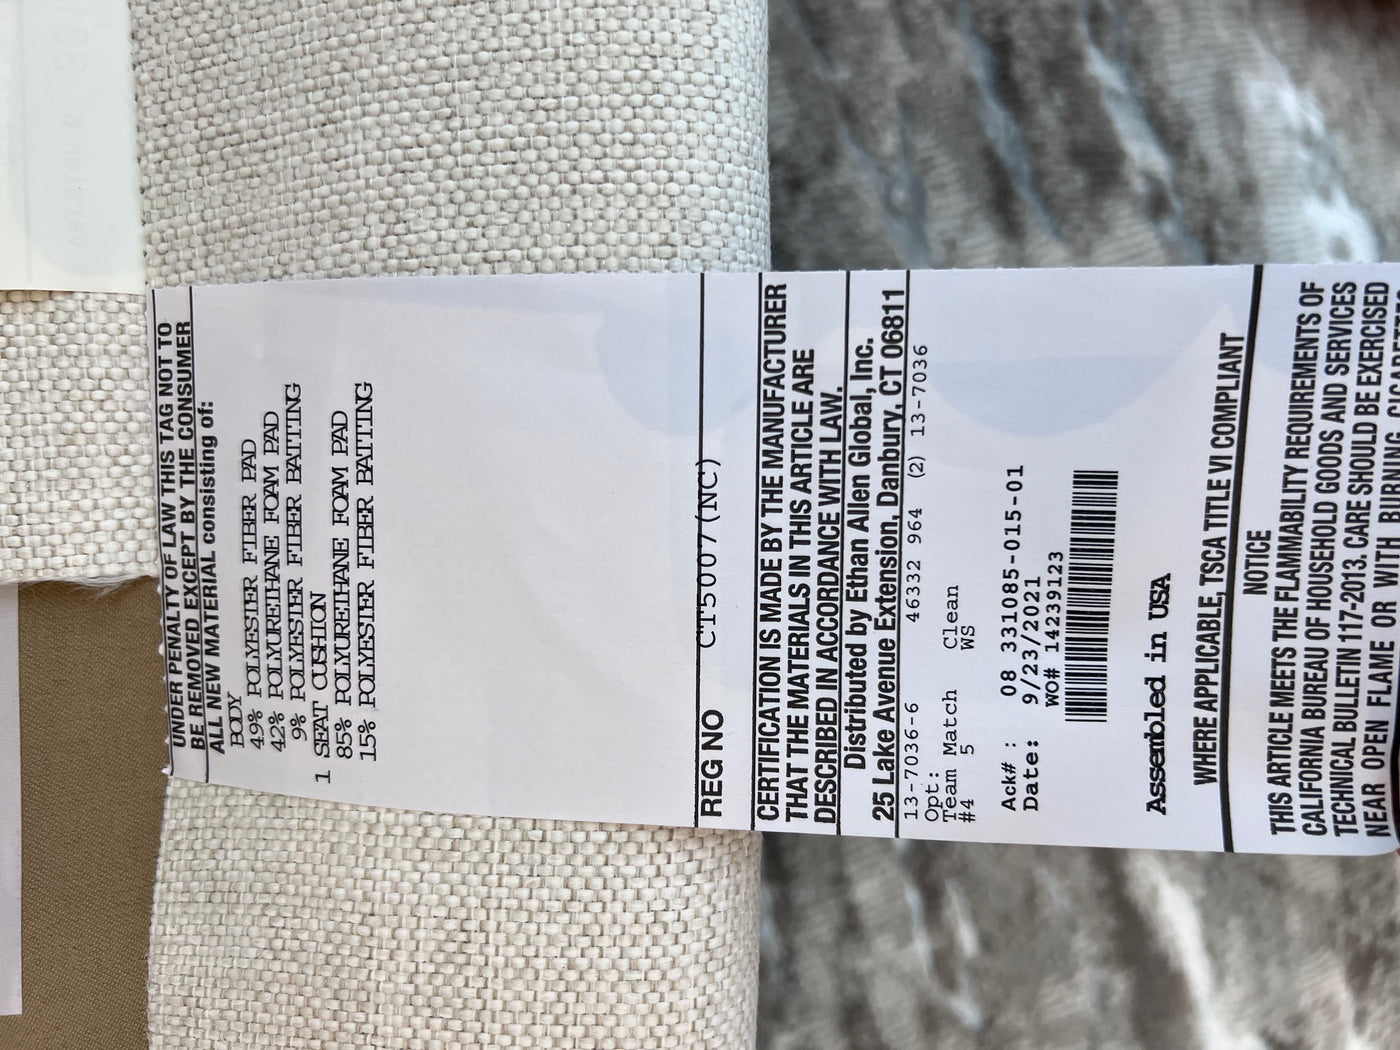 UNDER PENALTY OF LAW THIS TAG NOT TO
BE REMOVED EXCEPT BY THE CONSUMER
ALL NEW MATERIAL consisting of:
BODY
49% POLYESTER FIBER PAD
42% POLYURETHANE FOAM PAD
9% POLYESTER FIBER BATTING
1 SEAT CUSHION
85% POLYURETHANE FOAM PAD
15% POLYESTER FIBER BATTING
REG NO CT5007(NC)
CERTIFICATION IS MADE BY THE MANUFACTURER
THAT THE MATERIALS IN THIS ARTICLE ARE
DESCRIBED IN ACCORDANCE WITH LAW.
Distributed by Ethan Allen Global, Inc.
25 Lake Avenue Extension, Danbury, CT 06811
13-7036-6 46332 964 (2) 13-7036
Opt:
Team Match Clean
#4 5 WS
Ack# : 08 331085-015-01
Date: 9/23/2021
WO# 14239123
Assembled in USA
WHERE APPLICABLE, TSCA TITLE VI COMPLIANT
NOTICE
THIS ARTICLE MEETS THE FLAMMABILITY REQUIREMENTS OF
CALIFORNIA BUREAU OF HOUSEHOLD GOODS AND SERVICES
TECHNICAL BULLETIN 117-2013. CARE SHOULD BE EXERCISED
NEAR OPEN FLAME OR WITH BURNING